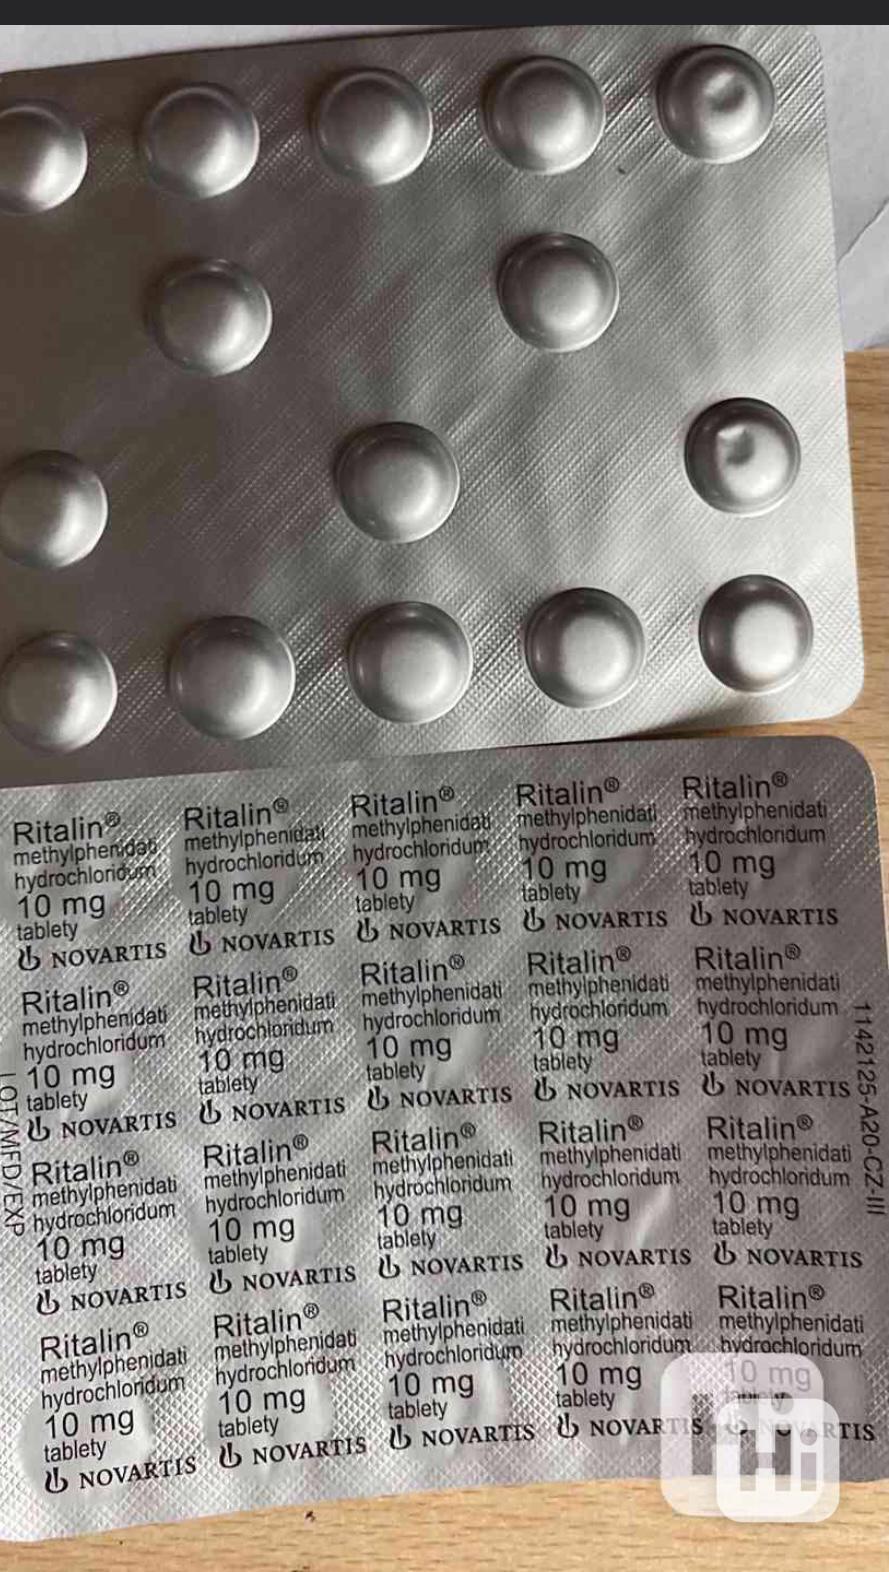 Ritalin®
methylphenidati
hydrochloridum
10 mg
tablety
NOVARTIS
Ritalin®
methylphenidati
hydrochloridum
10 mg
tablety
NOVARTIS
Ritalin®
methylphenidati
hydrochloridum
10 mg
tablety
NOVARTIS
Ritalin®
methylphenidati
hydrochloridum
10 mg
tablety
NOVARTIS
Ritalin®
methylphenidati
hydrochloridum
10 mg
tablety
NOVARTIS
Ritalin®
methylphenidati
hydrochloridum
10 mg
tablety
NOVARTIS
Ritalin®
methylphenidati
hydrochloridum
10 mg
tablety
NOVARTIS
Ritalin®
methylphenidati
hydrochloridum
10 mg
tablety
NOVARTIS
Ritalin®
methylphenidati
hydrochloridum
10 mg
tablety
NOVARTIS
Ritalin®
methylphenidati
hydrochloridum
10 mg
tablety
NOVARTIS
Ritalin®
methylphenidati
hydrochloridum
10 mg
tablety
NOVARTIS
Ritalin®
methylphenidati
hydrochloridum
10 mg
tablety
NOVARTIS
Ritalin®
methylphenidati
hydrochloridum
10 mg
tablety
NOVARTIS
Ritalin®
methylphenidati
hydrochloridum
10 mg
tablety
NOVARTIS
Ritalin®
methylphenidati
hydrochloridum
10 mg
tablety
NOVARTIS
Ritalin®
methylphenidati
hydrochloridum
10 mg
tablety
NOVARTIS
Ritalin®
methylphenidati
hydrochloridum
10 mg
tablety
NOVARTIS
Ritalin®
methylphenidati
hydrochloridum
10 mg
tablety
NOVARTIS
Ritalin®
methylphenidati
hydrochloridum
10 mg
tablety
NOVARTIS
Ritalin®
methylphenidati
hydrochloridum
10 mg
tablety
NOVARTIS
LOT/MFD/EXP
1142125-A20-CZ-III
Hi